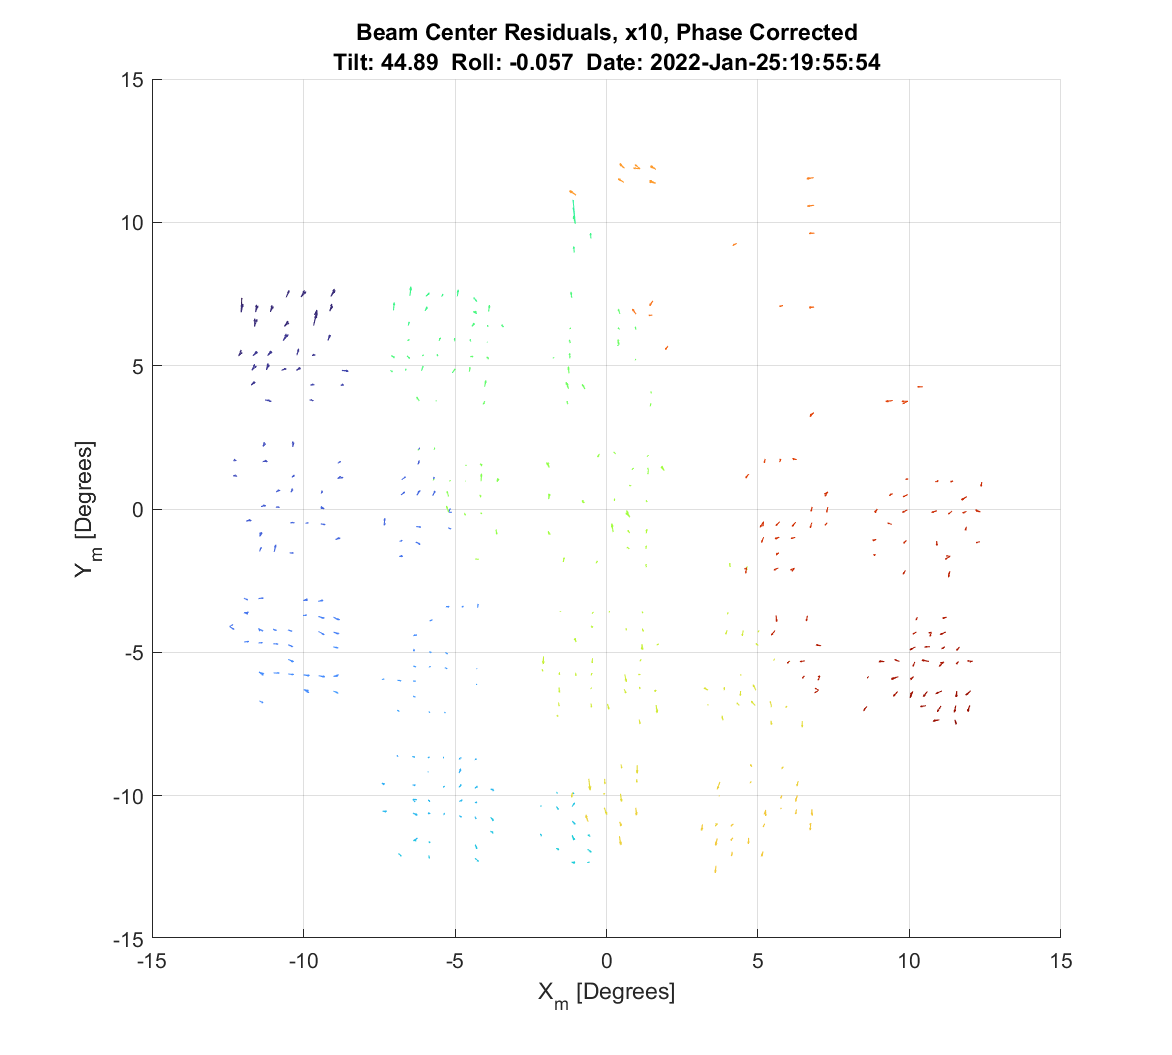 Beam Center Residuals, x10, Phase Corrected
Tilt: 44.89 Roll: -0.057 Date: 2022-Jan-25:19:55:54
15
10
5
0
-5
-10
-15
Y_m [Degrees]
-15 -10 -5 0 5 10 15
X_m [Degrees]